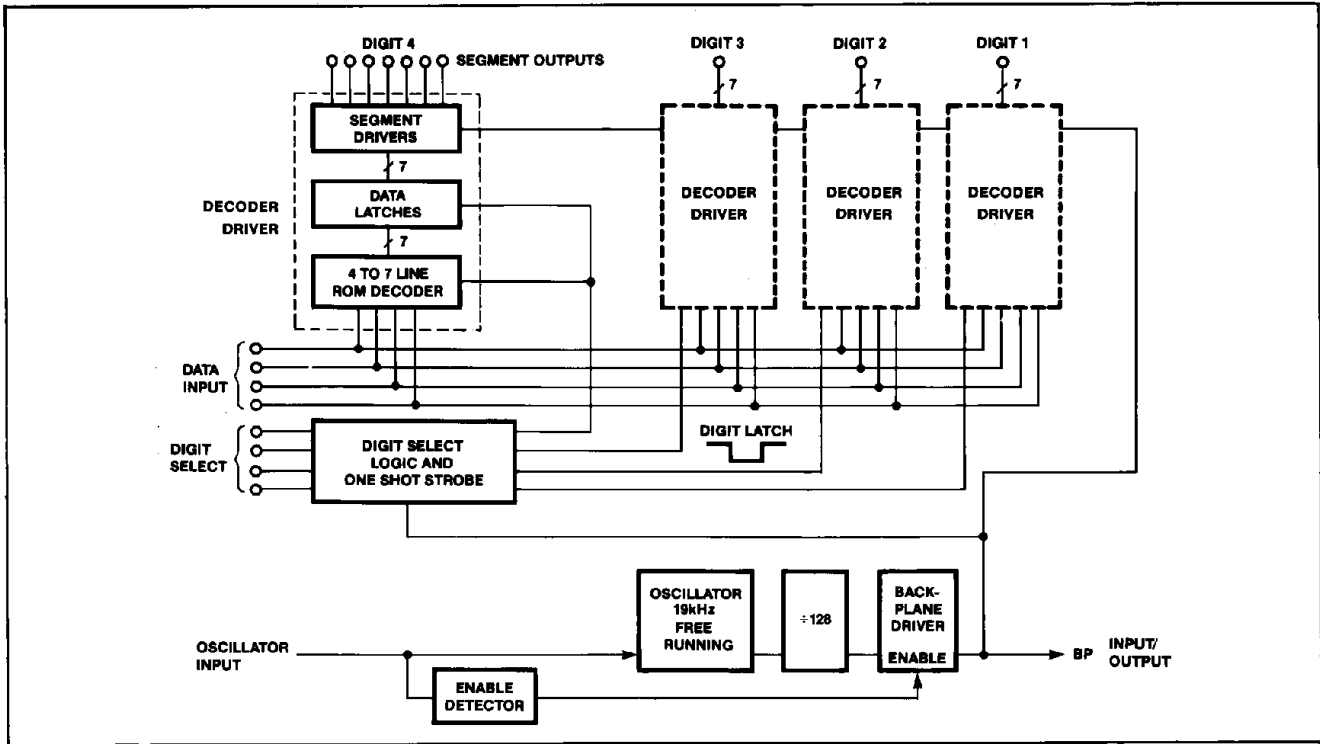 DIGIT 4
SEGMENT OUTPUTS
DIGIT 3
7
DIGIT 2
7
DIGIT 1
7
SEGMENT
DRIVERS
7
DATA
LATCHES
7
4 TO 7 LINE
ROM DECODER
DECODER
DRIVER
DECODER
DRIVER
DECODER
DRIVER
DECODER
DRIVER
DATA
INPUT
DIGIT
SELECT
DIGIT SELECT
LOGIC AND
ONE SHOT STROBE
DIGIT LATCH
OSCILLATOR
INPUT
ENABLE
DETECTOR
OSCILLATOR
19kHz
FREE
RUNNING
÷128
BACK-
PLANE
DRIVER
ENABLE
BP
INPUT/
OUTPUT